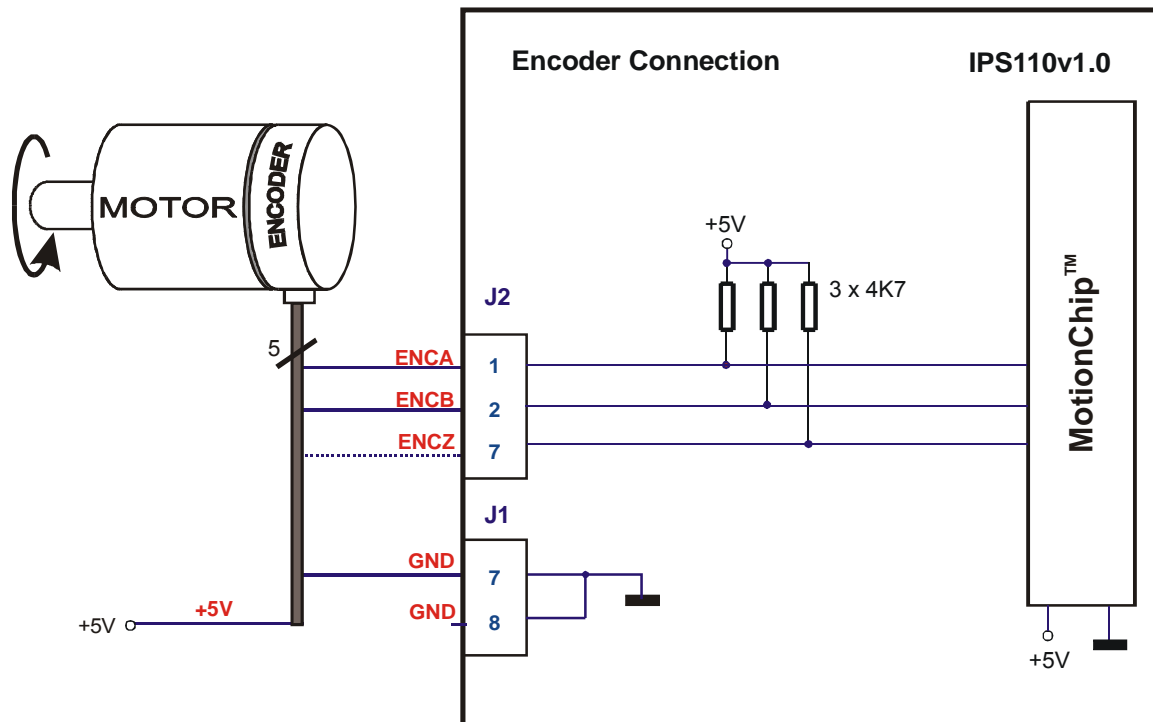 Encoder Connection
IPS110v1.0
MOTOR
ENCODER
+5V
3 x 4K7
MotionChip™
J2
5
ENCA
1
ENCB
2
ENCZ
7
J1
GND
7
GND
8
+5V
+5V
+5V